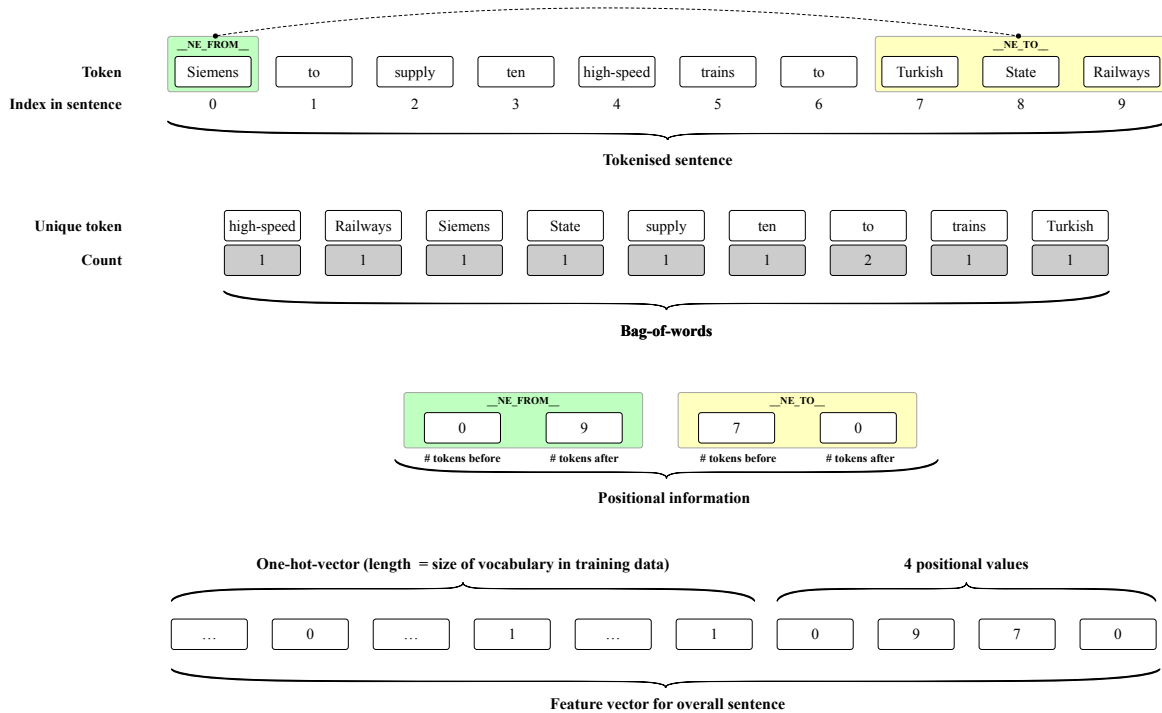 __NE_FROM__ __NE_TO__
Token Siemens to supply ten high-speed trains to Turkish State Railways
Index in sentence 0 1 2 3 4 5 6 7 8 9
Tokenised sentence
Unique token high-speed Railways Siemens State supply ten to trains Turkish
Count 1 1 1 1 1 1 2 1 1
Bag-of-words
__NE_FROM__ __NE_TO__
0 9 7 0
# tokens before # tokens after # tokens before # tokens after
Positional information
One-hot-vector (length = size of vocabulary in training data) 4 positional values
... 0 ... 1 ... 1 0 9 7 0
Feature vector for overall sentence